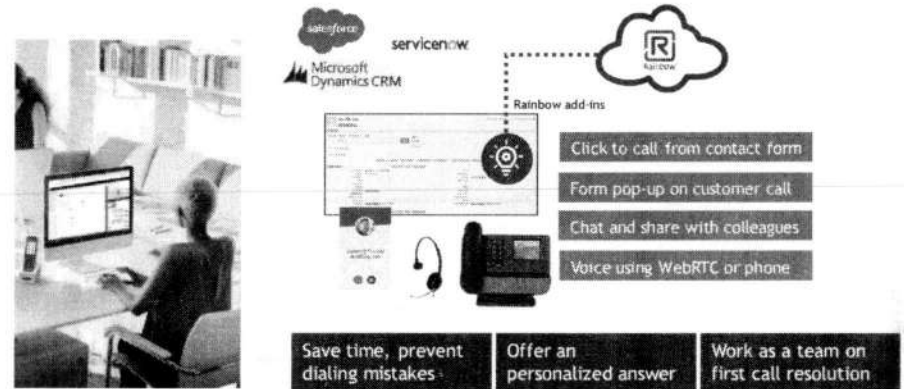 salesforce
servicenow
Microsoft
Dynamics CRM
R
Rainbow
Rainbow add-ins
Click to call from contact form
Form pop-up on customer call
Chat and share with colleagues
Voice using WebRTC or phone
Save time, prevent
dialing mistakes
Offer an
personalized answer
Work as a team on
first call resolution